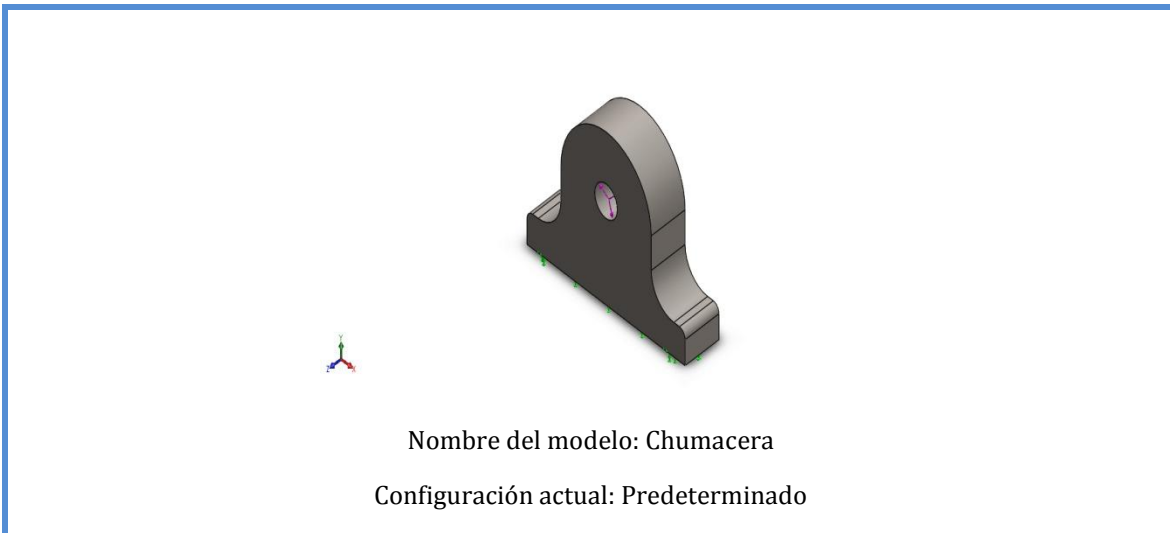 Y
Z
X
Nombre del modelo: Chumacera
Configuración actual: Predeterminado